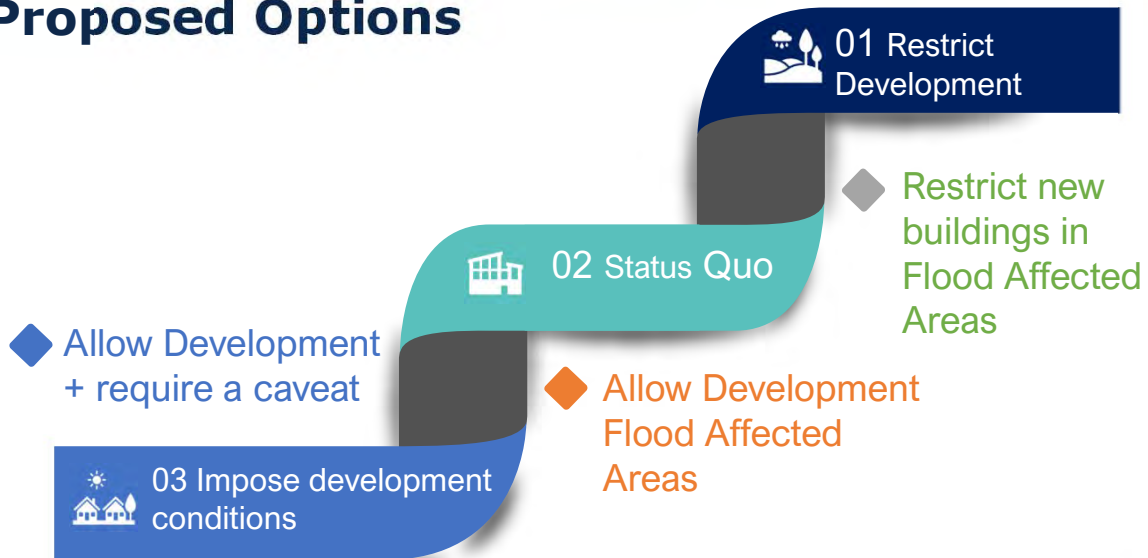 Proposed Options
01 Restrict
Development
Restrict new
buildings in
Flood Affected
Areas
02 Status Quo
Allow Development
Flood Affected
Areas
Allow Development
+ require a caveat
03 Impose development
conditions